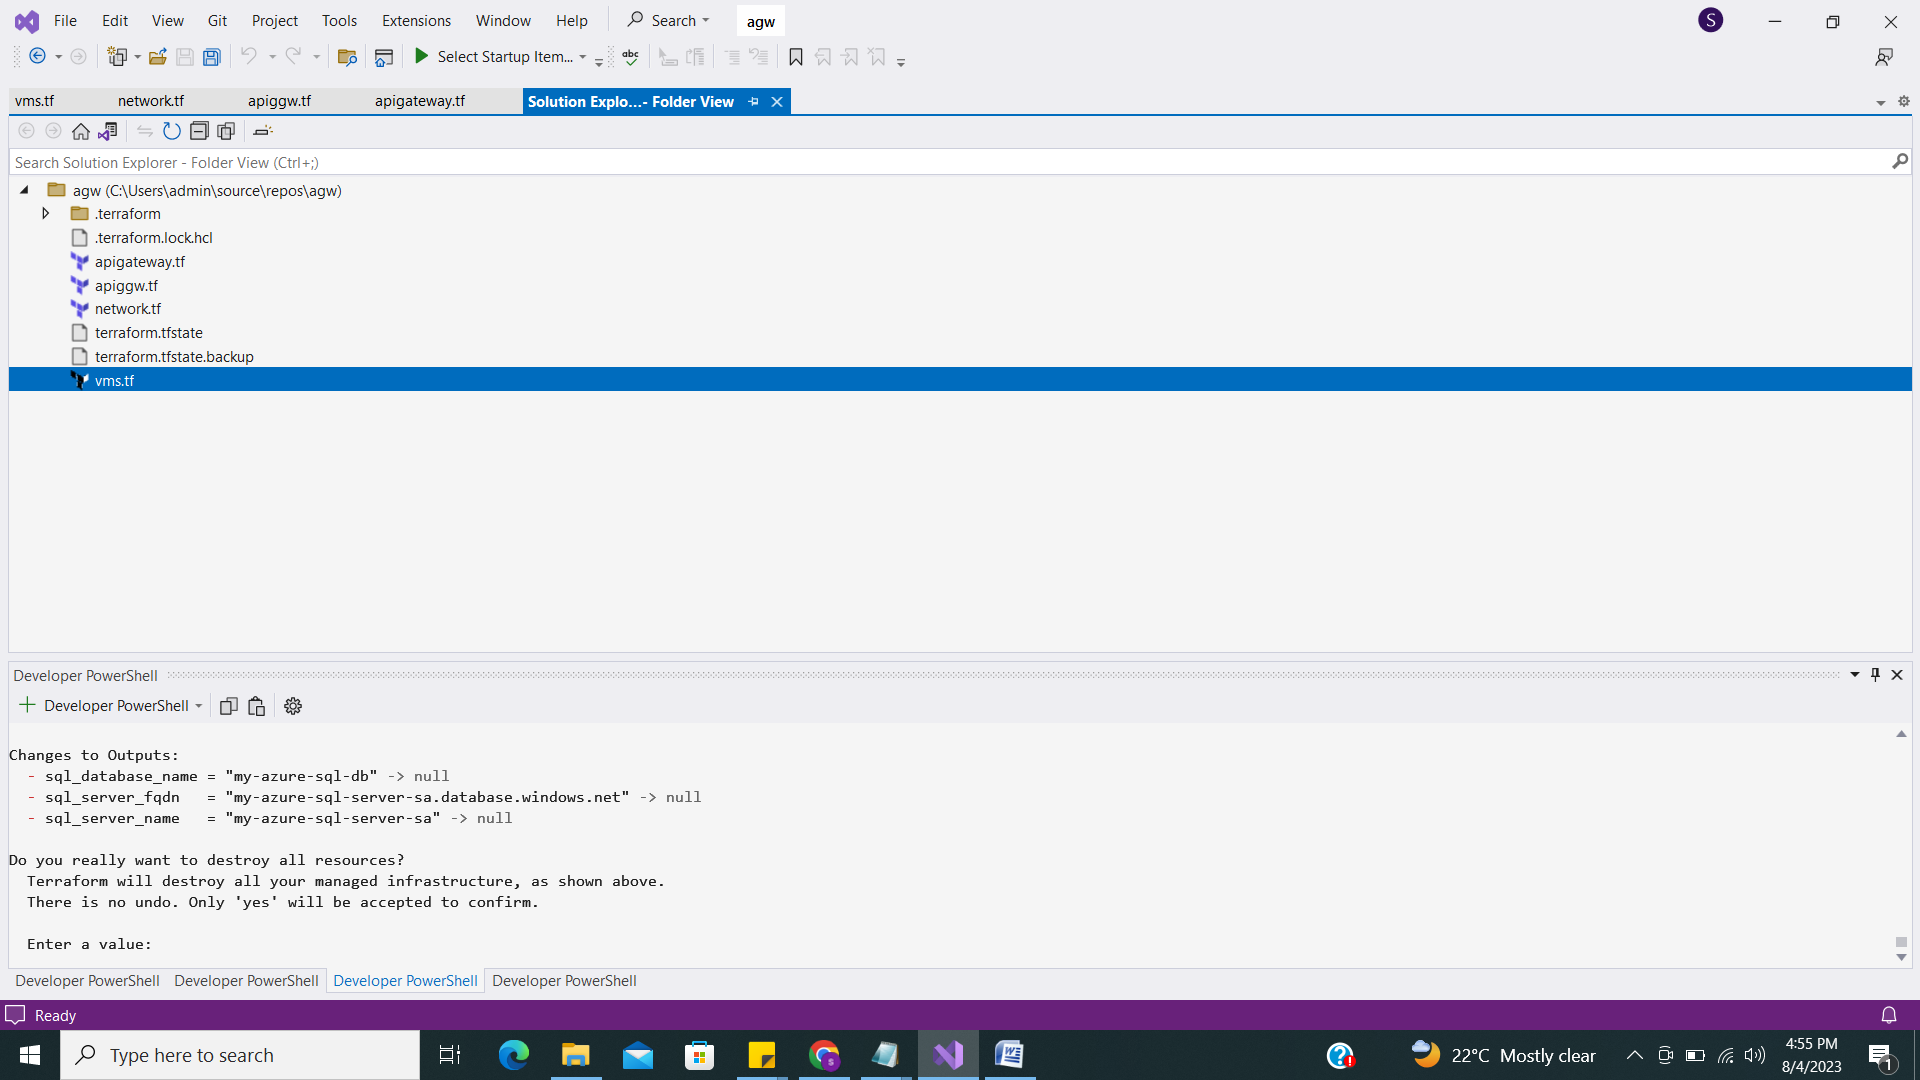 File Edit View Git Project Tools Extensions Window Help Search agw S
Select Startup Item... abc
vms.tf network.tf apiggw.tf apigateway.tf Solution Explo...- Folder View
Search Solution Explorer - Folder View (Ctrl+;)
agw (C:\Users\admin\source\repos\agw)
.terraform
.terraform.lock.hcl
apigateway.tf
apiggw.tf
network.tf
terraform.tfstate
terraform.tfstate.backup
vms.tf
Developer PowerShell
Developer PowerShell
Changes to Outputs:
- sql_database_name = "my-azure-sql-db" -> null
- sql_server_fqdn   = "my-azure-sql-server-sa.database.windows.net" -> null
- sql_server_name   = "my-azure-sql-server-sa" -> null
Do you really want to destroy all resources?
Terraform will destroy all your managed infrastructure, as shown above.
There is no undo. Only 'yes' will be accepted to confirm.
Enter a value:
Developer PowerShell Developer PowerShell Developer PowerShell Developer PowerShell
Ready
Type here to search 22°C Mostly clear 4:55 PM
8/4/2023 1